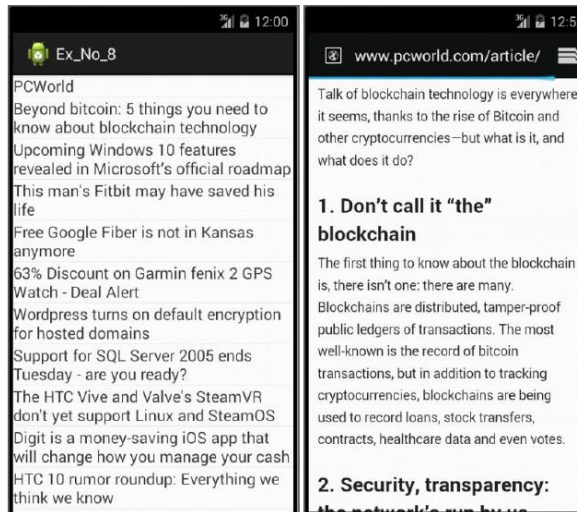 3G 12:00
Ex_No_8
PCWorld
Beyond bitcoin: 5 things you need to
know about blockchain technology
Upcoming Windows 10 features
revealed in Microsoft's official roadmap
This man's Fitbit may have saved his
life
Free Google Fiber is not in Kansas
anymore
63% Discount on Garmin fenix 2 GPS
Watch - Deal Alert
Wordpress turns on default encryption
for hosted domains
Support for SQL Server 2005 ends
Tuesday - are you ready?
The HTC Vive and Valve's SteamVR
don't yet support Linux and SteamOS
Digit is a money-saving iOS app that
will change how you manage your cash
HTC 10 rumor roundup: Everything we
think we know
3G 12:5
www.pcworld.com/article/
Talk of blockchain technology is everywhere,
it seems, thanks to the rise of Bitcoin and
other cryptocurrencies—but what is it, and
what does it do?
1. Don’t call it “the”
blockchain
The first thing to know about the blockchain
is, there isn’t one: there are many.
Blockchains are distributed, tamper-proof
public ledgers of transactions. The most
well-known is the record of bitcoin
transactions, but in addition to tracking
cryptocurrencies, blockchains are being
used to record loans, stock transfers,
contracts, healthcare data and even votes.
2. Security, transparency:
the network’s run by us